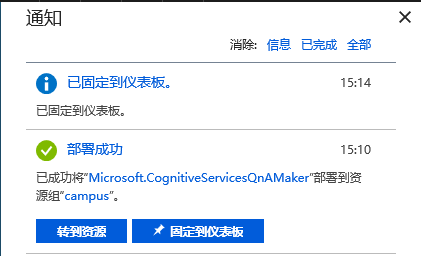 通知
消除: 信息 已完成 全部
已固定到仪表板。 15:14
已固定到仪表板。
部署成功 15:10
已成功将"Microsoft.CognitiveServicesQnAMaker"部署到资
源组"campus"。
转到资源 固定到仪表板